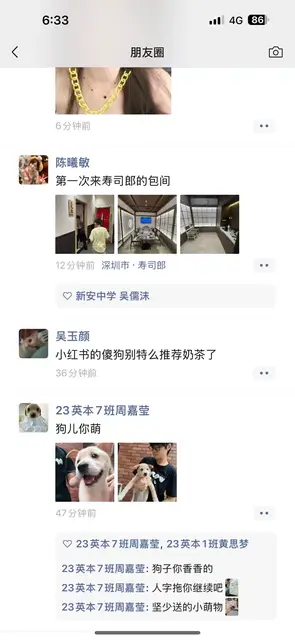 6:33
4G 86
朋友圈
6分钟前
陈曦敏
第一次来寿司郎的包间
12分钟前 深圳市·寿司郎
新安中学 吴儒沫
吴玉颜
小红书的傻狗别特么推荐奶茶了
36分钟前
23英本7班周嘉莹
狗儿你萌
47分钟前
23英本7班周嘉莹, 23英本1班黄思梦
23英本7班周嘉莹: 狗子你香香的
23英本7班周嘉莹: 人字拖你继续吧
23英本7班周嘉莹: 坚少送的小萌物